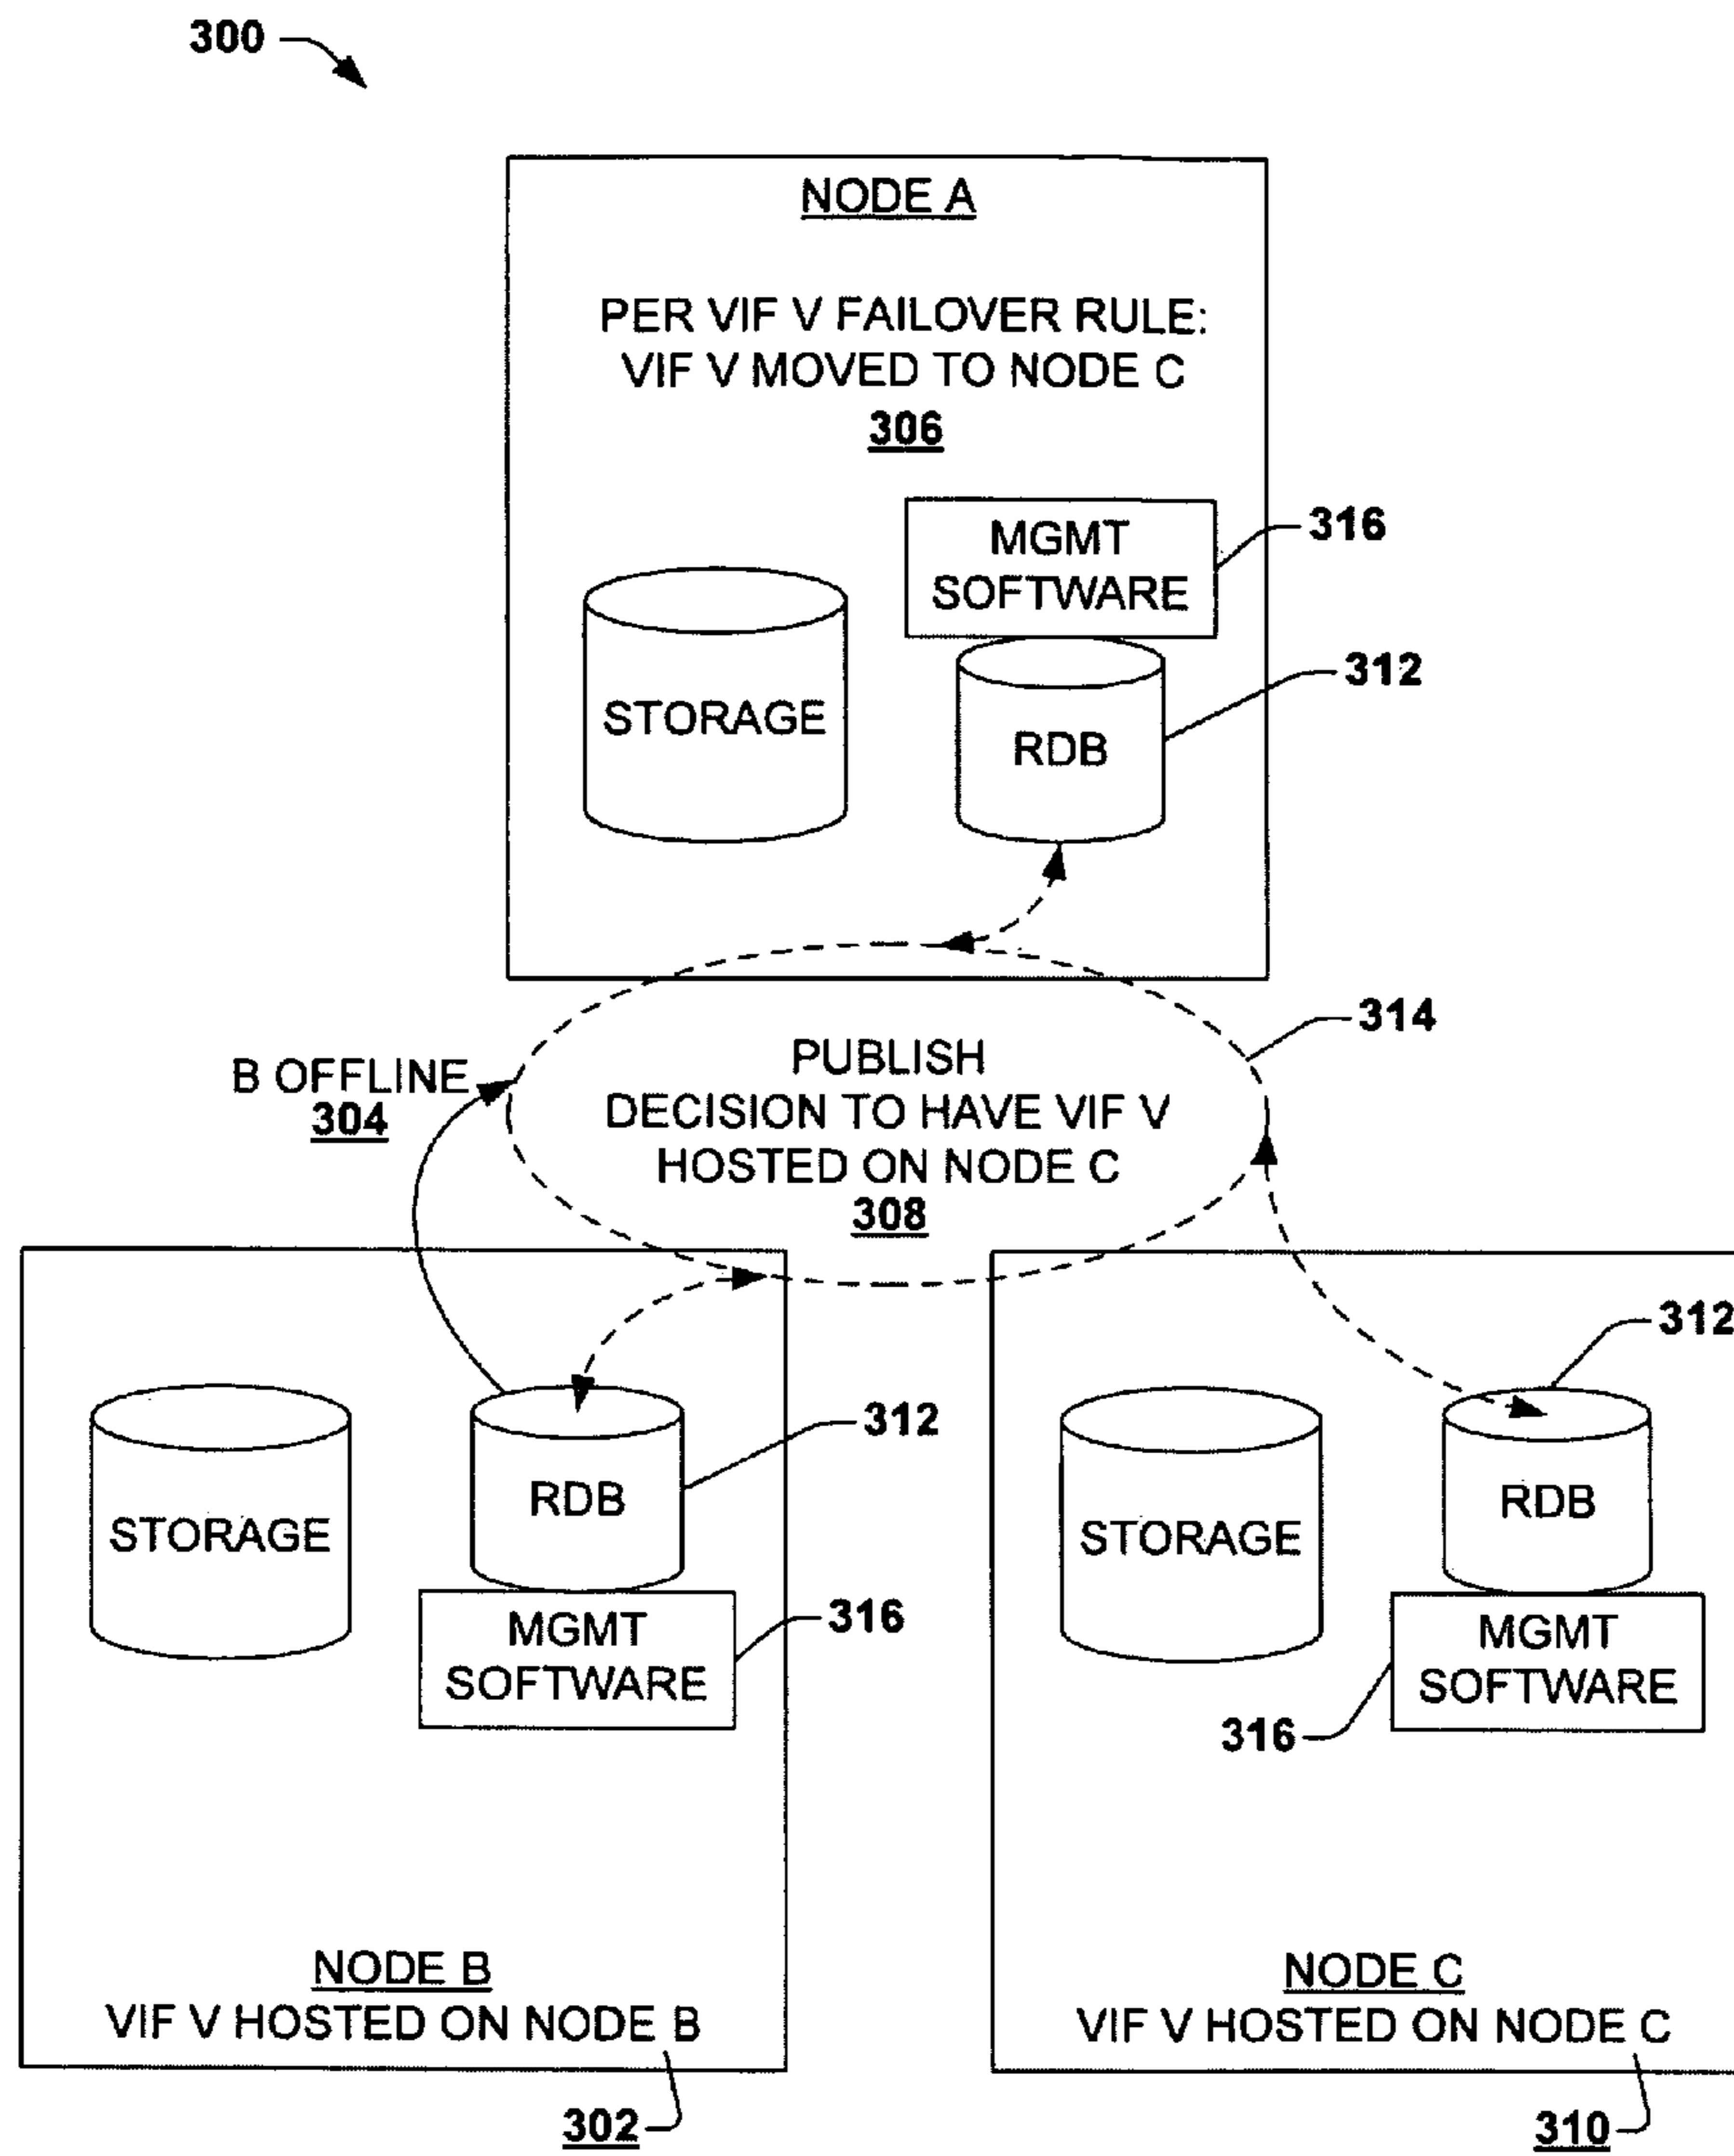 300
NODE A
PER VIF V FAILOVER RULE:
VIF V MOVED TO NODE C
306
MGMT
SOFTWARE
316
STORAGE
RDB
312
314
B OFFLINE
304
PUBLISH
DECISION TO HAVE VIF V
HOSTED ON NODE C
308
STORAGE
RDB
312
MGMT
SOFTWARE
316
NODE B
VIF V HOSTED ON NODE B
302
312
STORAGE
RDB
MGMT
SOFTWARE
316
NODE C
VIF V HOSTED ON NODE C
310